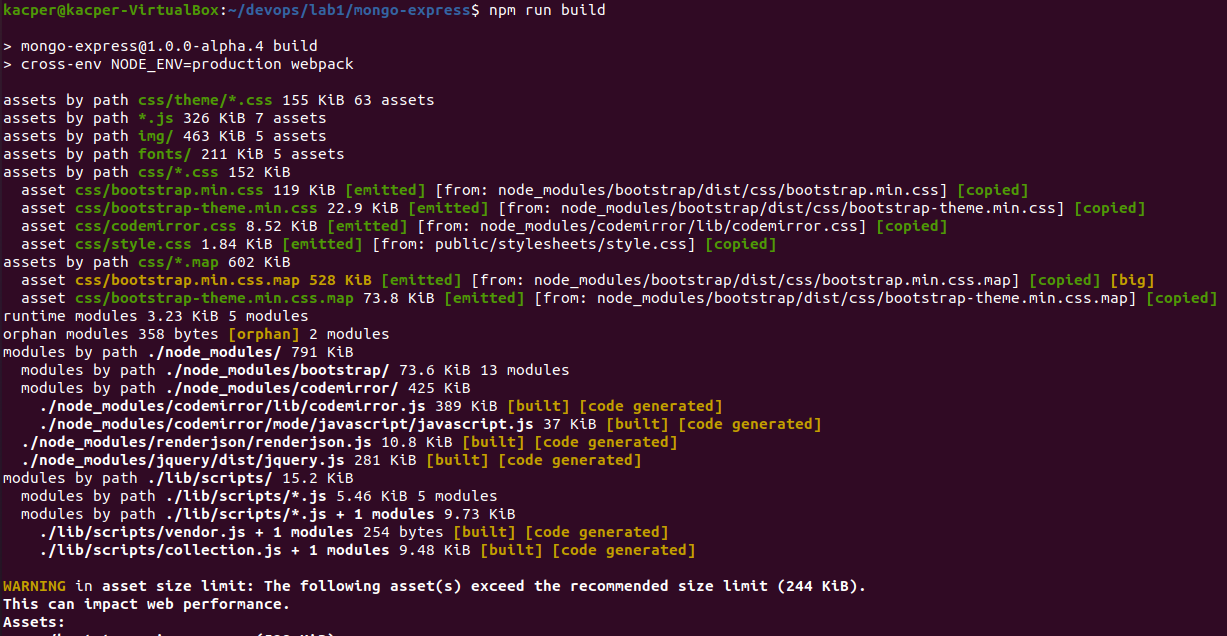 kacper@kacper-VirtualBox:~/devops/lab1/mongo-express$ npm run build
> mongo-express@1.0.0-alpha.4 build
> cross-env NODE_ENV=production webpack
assets by path css/theme/*.css 155 KiB 63 assets
assets by path *.js 326 KiB 7 assets
assets by path img/ 463 KiB 5 assets
assets by path fonts/ 211 KiB 5 assets
assets by path css/*.css 152 KiB
  asset css/bootstrap.min.css 119 KiB [emitted] [from: node_modules/bootstrap/dist/css/bootstrap.min.css] [copied]
  asset css/bootstrap-theme.min.css 22.9 KiB [emitted] [from: node_modules/bootstrap/dist/css/bootstrap-theme.min.css] [copied]
  asset css/codemirror.css 8.52 KiB [emitted] [from: node_modules/codemirror/lib/codemirror.css] [copied]
  asset css/style.css 1.84 KiB [emitted] [from: public/stylesheets/style.css] [copied]
assets by path css/*.map 602 KiB
  asset css/bootstrap.min.css.map 528 KiB [emitted] [from: node_modules/bootstrap/dist/css/bootstrap.min.css.map] [copied] [big]
  asset css/bootstrap-theme.min.css.map 73.8 KiB [emitted] [from: node_modules/bootstrap/dist/css/bootstrap-theme.min.css.map] [copied]
runtime modules 3.23 KiB 5 modules
orphan modules 358 bytes [orphan] 2 modules
modules by path ./node_modules/ 791 KiB
  modules by path ./node_modules/bootstrap/ 73.6 KiB 13 modules
  modules by path ./node_modules/codemirror/ 425 KiB
    ./node_modules/codemirror/lib/codemirror.js 389 KiB [built] [code generated]
    ./node_modules/codemirror/mode/javascript/javascript.js 37 KiB [built] [code generated]
  ./node_modules/renderjson/renderjson.js 10.8 KiB [built] [code generated]
  ./node_modules/jquery/dist/jquery.js 281 KiB [built] [code generated]
modules by path ./lib/scripts/ 15.2 KiB
  modules by path ./lib/scripts/*.js 5.46 KiB 5 modules
  modules by path ./lib/scripts/*.js + 1 modules 9.73 KiB
    ./lib/scripts/vendor.js + 1 modules 254 bytes [built] [code generated]
    ./lib/scripts/collection.js + 1 modules 9.48 KiB [built] [code generated]
WARNING in asset size limit: The following asset(s) exceed the recommended size limit (244 KiB).
This can impact web performance.
Assets: